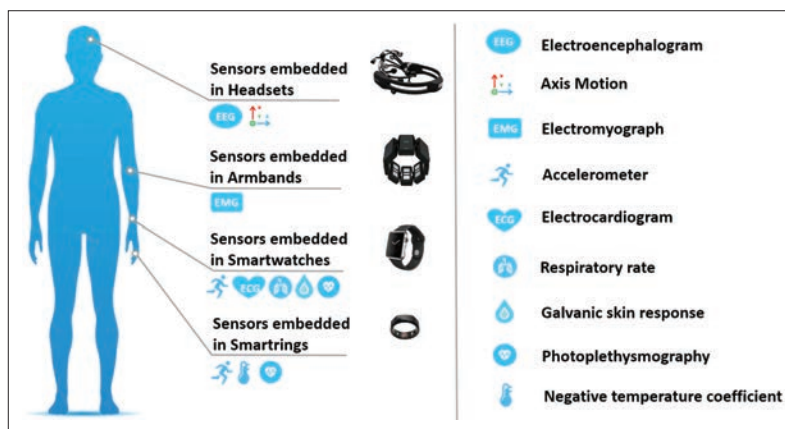 Sensors embedded
in Headsets
EEG
Sensors embedded
in Armbands
EMG
Sensors embedded
in Smartwatches
ECG
Sensors embedded
in Smartrings
EEG Electroencephalogram
Axis Motion
EMG Electromyograph
Accelerometer
ECG Electrocardiogram
Respiratory rate
Galvanic skin response
Photoplethysmography
Negative temperature coefficient